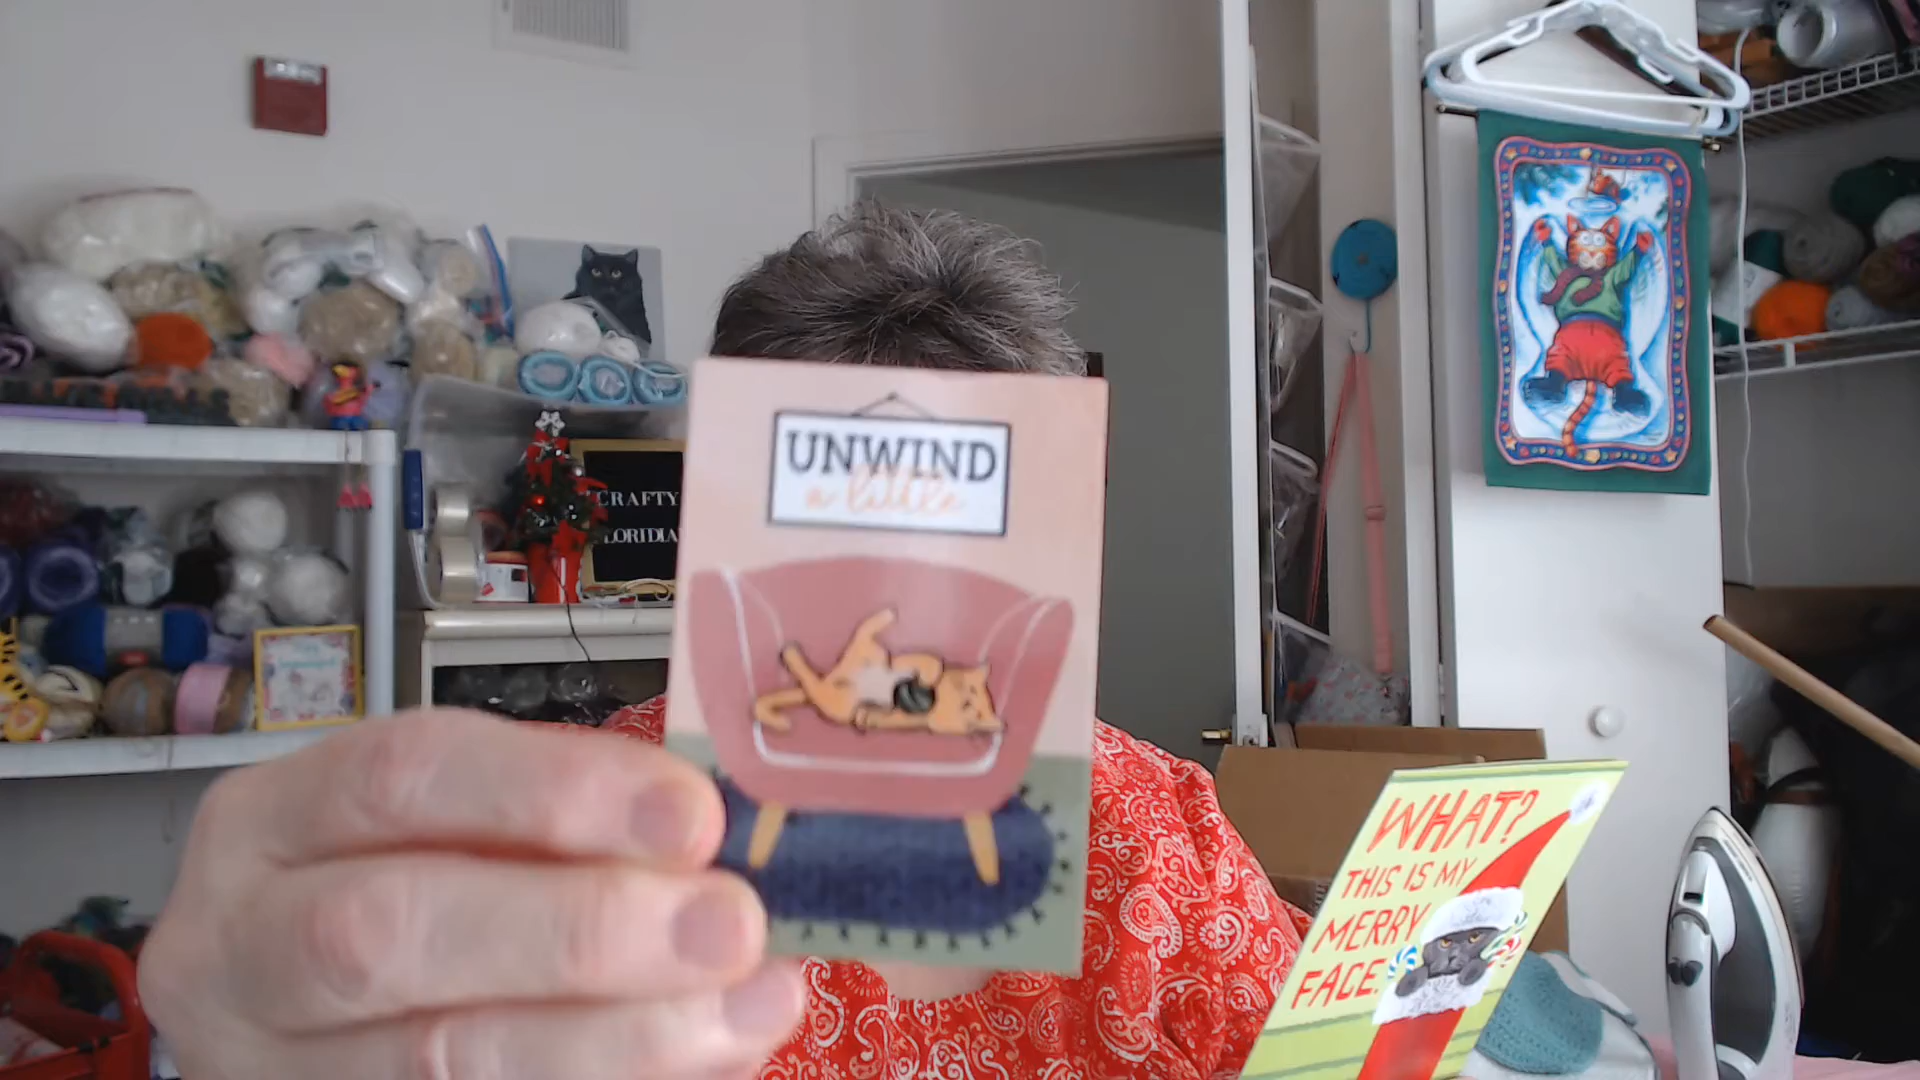 UNWIND
a little
CRAFTY
LORIDIA
WHAT?
THIS IS MY
MERRY
FACE.